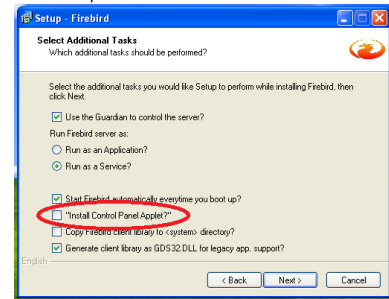 Setup - Firebird
Select Additional Tasks
Which additional tasks should be performed?
Select the additional tasks you would like Setup to perform while installing Firebird, then
click Next.
Use the Guardian to control the server?
Run Firebird server as:
Run as an Application?
Run as a Service?
Start Firebird automatically everytime you boot up?
"Install Control Panel Applet?"
Copy Firebird client library to <system> directory?
Generate client library as GDS32.DLL for legacy app. support?
English
< Back Next > Cancel